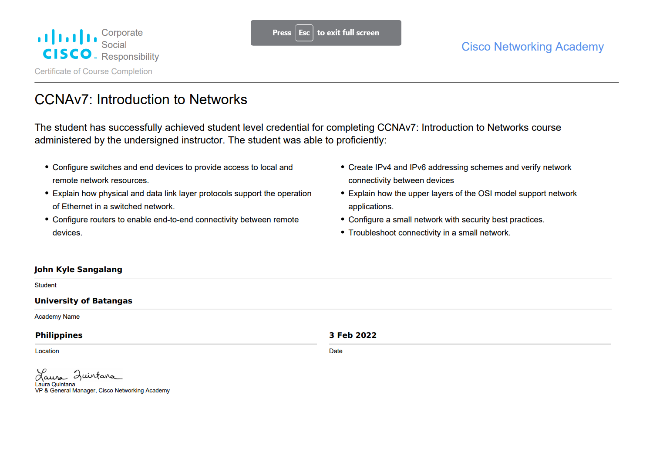 Corporate
Social
Responsibility
CISCO
Press Esc to exit full screen
Cisco Networking Academy
Certificate of Course Completion
CCNAv7: Introduction to Networks
The student has successfully achieved student level credential for completing CCNAv7: Introduction to Networks course
administered by the undersigned instructor. The student was able to proficiently:
• Configure switches and end devices to provide access to local and
remote network resources.
• Explain how physical and data link layer protocols support the operation
of Ethernet in a switched network.
• Configure routers to enable end-to-end connectivity between remote
devices.
• Create IPv4 and IPv6 addressing schemes and verify network
connectivity between devices
• Explain how the upper layers of the OSI model support network
applications.
• Configure a small network with security best practices.
• Troubleshoot connectivity in a small network.
John Kyle Sangalang
Student
University of Batangas
Academy Name
Philippines
Location
3 Feb 2022
Date
Laura Quintana
Laura Quintana
VP & General Manager, Cisco Networking Academy